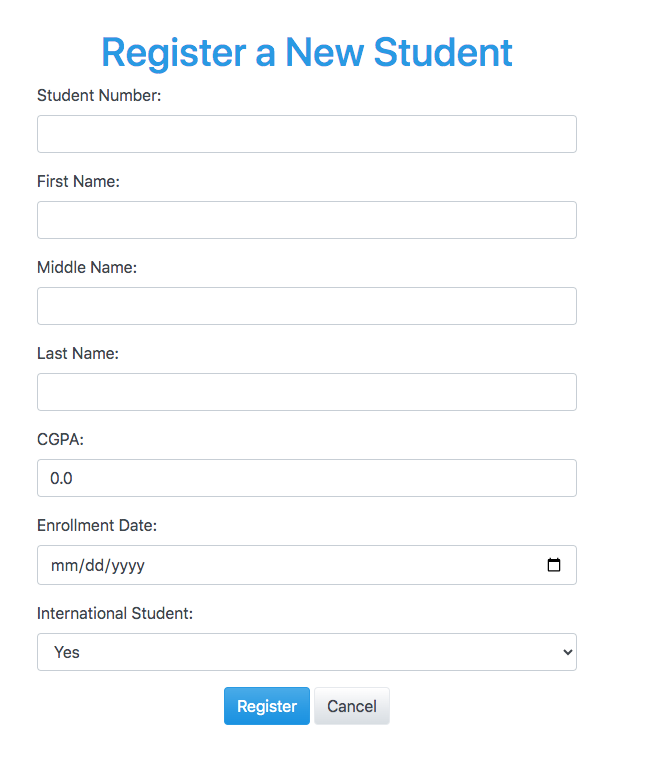 Register a New Student
Student Number:
First Name:
Middle Name:
Last Name:
CGPA:
0.0
Enrollment Date:
mm/dd/yyyy
International Student:
Yes
Register Cancel